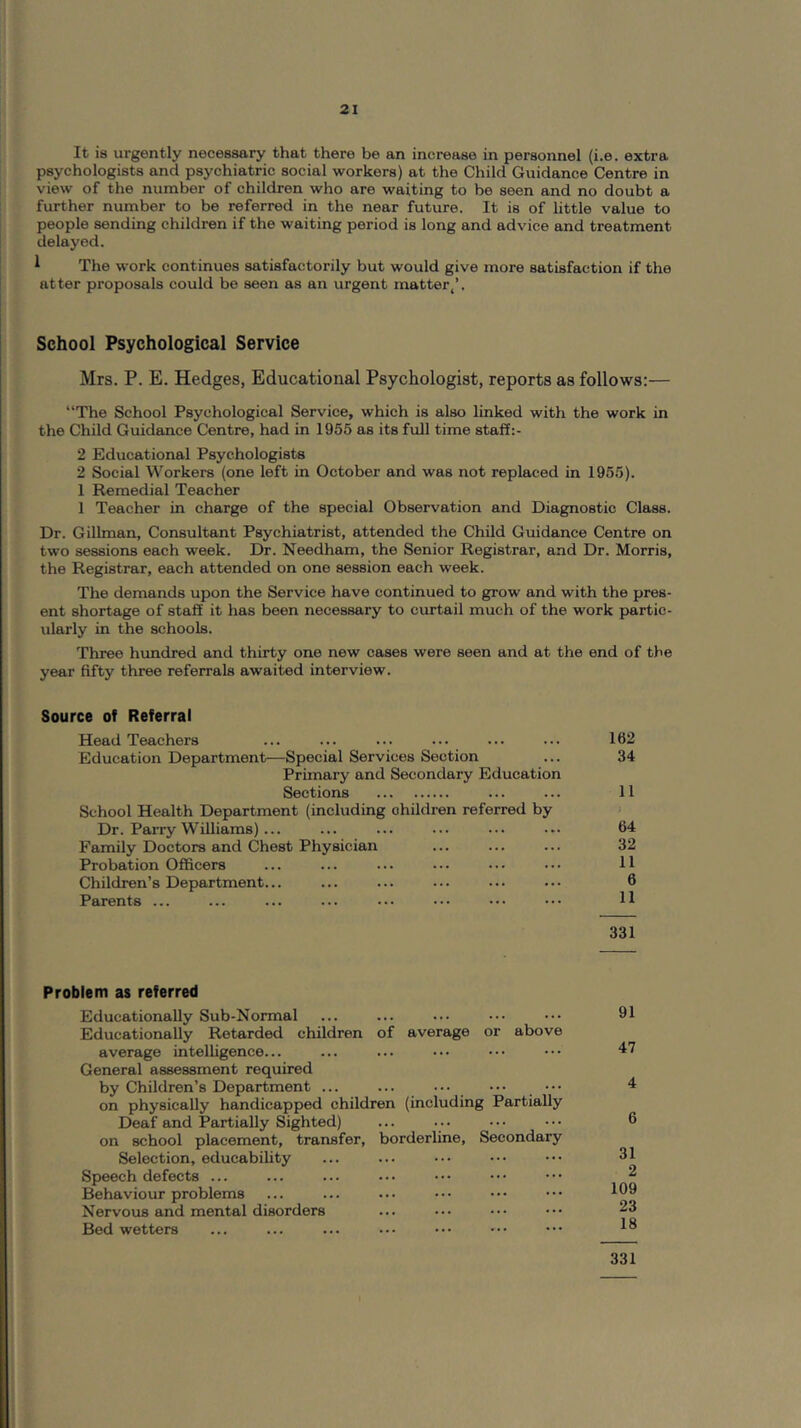 21
It is urgently necessary that there be an increase in personnel (i.e. extra
psychologists and psychiatric social workers) at the Child Guidance Centre in
view of the number of children who are waiting to be seen and no doubt a
further number to be referred in the near future. It is of little value to
people sending children if the waiting period is long and advice and treatment
delayed.
1 The work continues satisfactorily but would give more satisfaction if the
atter proposals could be seen as an urgent matter,’.
School Psychological Service
Mrs. P. E. Hedges, Educational Psychologist, reports as follows:—
“The School Psychological Service, which is also linked with the work in
the Child Guidance Centre, had in 1955 as its full time staff:-
2 Educational Psychologists
2 Social Workers (one left in October and was not replaced in 1955).
1 Remedial Teacher
1 Teacher in charge of the special Observation and Diagnostic Class.
Dr. Gillman, Consultant Psychiatrist, attended the Child Guidance Centre on
two sessions each week. Dr. Needham, the Senior Registrar, and Dr. Morris,
the Registrar, each attended on one session each week.
The demands upon the Service have continued to grow and with the pres-
ent shortage of staff it has been necessary to curtail much of the work partic-
ularly in the schools.
Three hundred and thirty one new cases were seen and at the end of the
year fifty three referrals awaited interview.
Source of Referral
Head Teachers ... ... ... ... ... ... 162
Education Department—Special Services Section ... 34
Primary and Secondary Education
Sections ... ...... ... ... 11
School Health Department (including children referred by
Dr. Parry Williams) ... ... ... ... ... ... 64
Family Doctors and Chest Physician ... ... ... 32
Probation Officers ... ... ... ... ... ... 11
Children’s Department... ... ... ... ... ... 6
Parents ... ... ... ... ... ... ... ... 11
331
Problem as referred
Educationally Sub-Normal ... ... ... ... ... 91
Educationally Retarded children of average or above
average intelligence... ... ... ... ... ... 47
General assessment required
by Children’s Department ... ... ... ... ... 4
on physically handicapped children (including Partially
Deaf and Partially Sighted) ... ... ... ... 6
on school placement, transfer, borderline, Secondary
Selection, educability ... ... ... ... ... 31
Speech defects ... ... ... ... ... ... ... 2
Behaviour problems ... ... ... ... ... ... 109
Nervous and mental disorders ... ... ... ... 23
Bed wetters ... ... ... ... ... ... ... 18
331